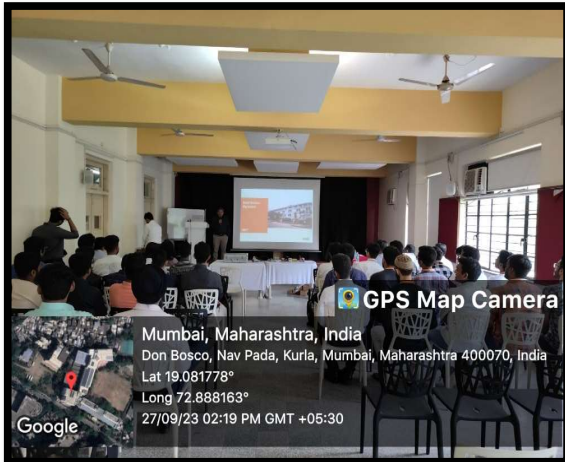 GPS Map Camera
Mumbai, Maharashtra, India
Don Bosco, Nav Pada, Kurla, Mumbai, Maharashtra 400070, India
Lat 19.081778°
Long 72.888163°
27/09/23 02:19 PM GMT +05:30
Google